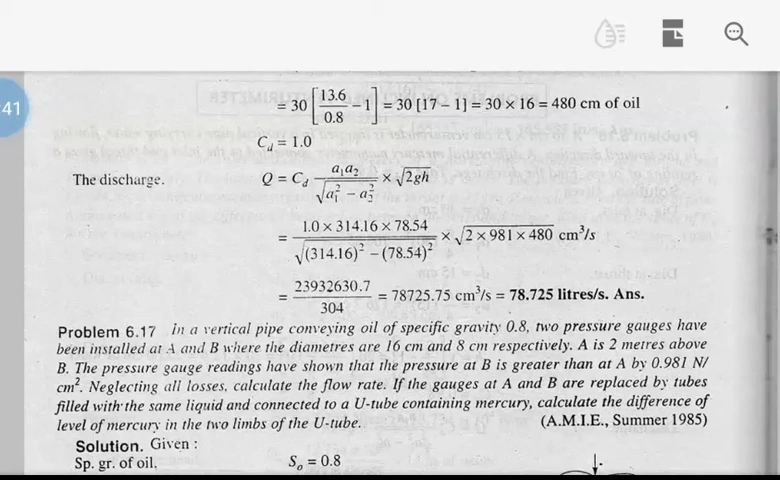 :41
= 30 [13.6/0.8 − 1] = 30 [17 − 1] = 30 × 16 = 480 cm of oil
C_d = 1.0
The discharge. Q = C_d a₁a₂/√(a₁² − a₂²) × √2gh
= 1.0 × 314.16 × 78.54/√((314.16)² − (78.54)²) × √2 × 981 × 480 cm³/s
= 23932630.7/304 = 78725.75 cm³/s = 78.725 litres/s. Ans.
Problem 6.17 In a vertical pipe conveying oil of specific gravity 0.8, two pressure gauges have
been installed at A and B where the diametres are 16 cm and 8 cm respectively. A is 2 metres above
B. The pressure gauge readings have shown that the pressure at B is greater than at A by 0.981 N/
cm². Neglecting all losses, calculate the flow rate. If the gauges at A and B are replaced by tubes
filled with the same liquid and connected to a U-tube containing mercury, calculate the difference of
level of mercury in the two limbs of the U-tube. (A.M.I.E., Summer 1985)
Solution. Given :
Sp. gr. of oil, S_o = 0.8